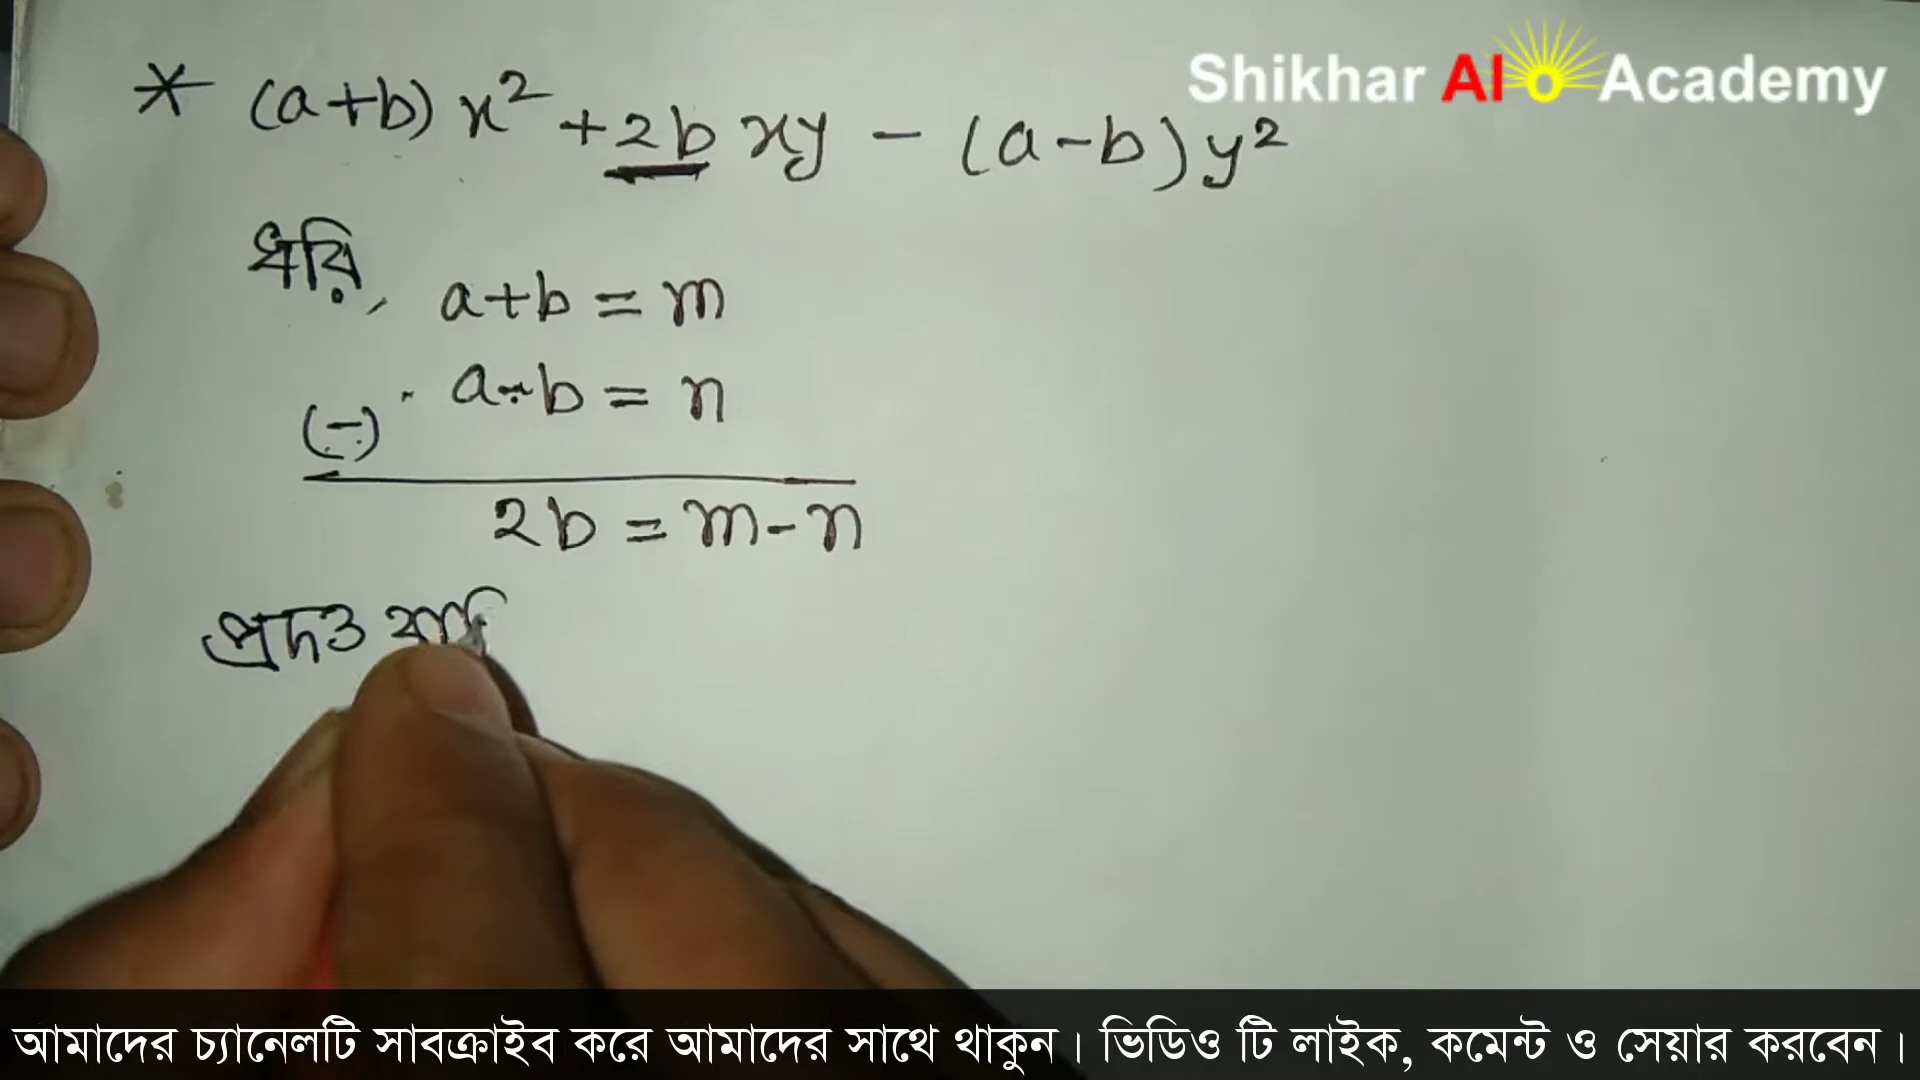 Shikhar Alo Academy
* (a+b) x² + 2b xy - (a-b) y²
ধরি, a+b = m
a-b = n
(-)
2b = m-n
প্রদত্ত
আমাদের চ্যানেলটি সাবক্রাইব করে আমাদের সাথে থাকুন। ভিডিও টি লাইক, কমেন্ট ও সেয়ার করবেন।